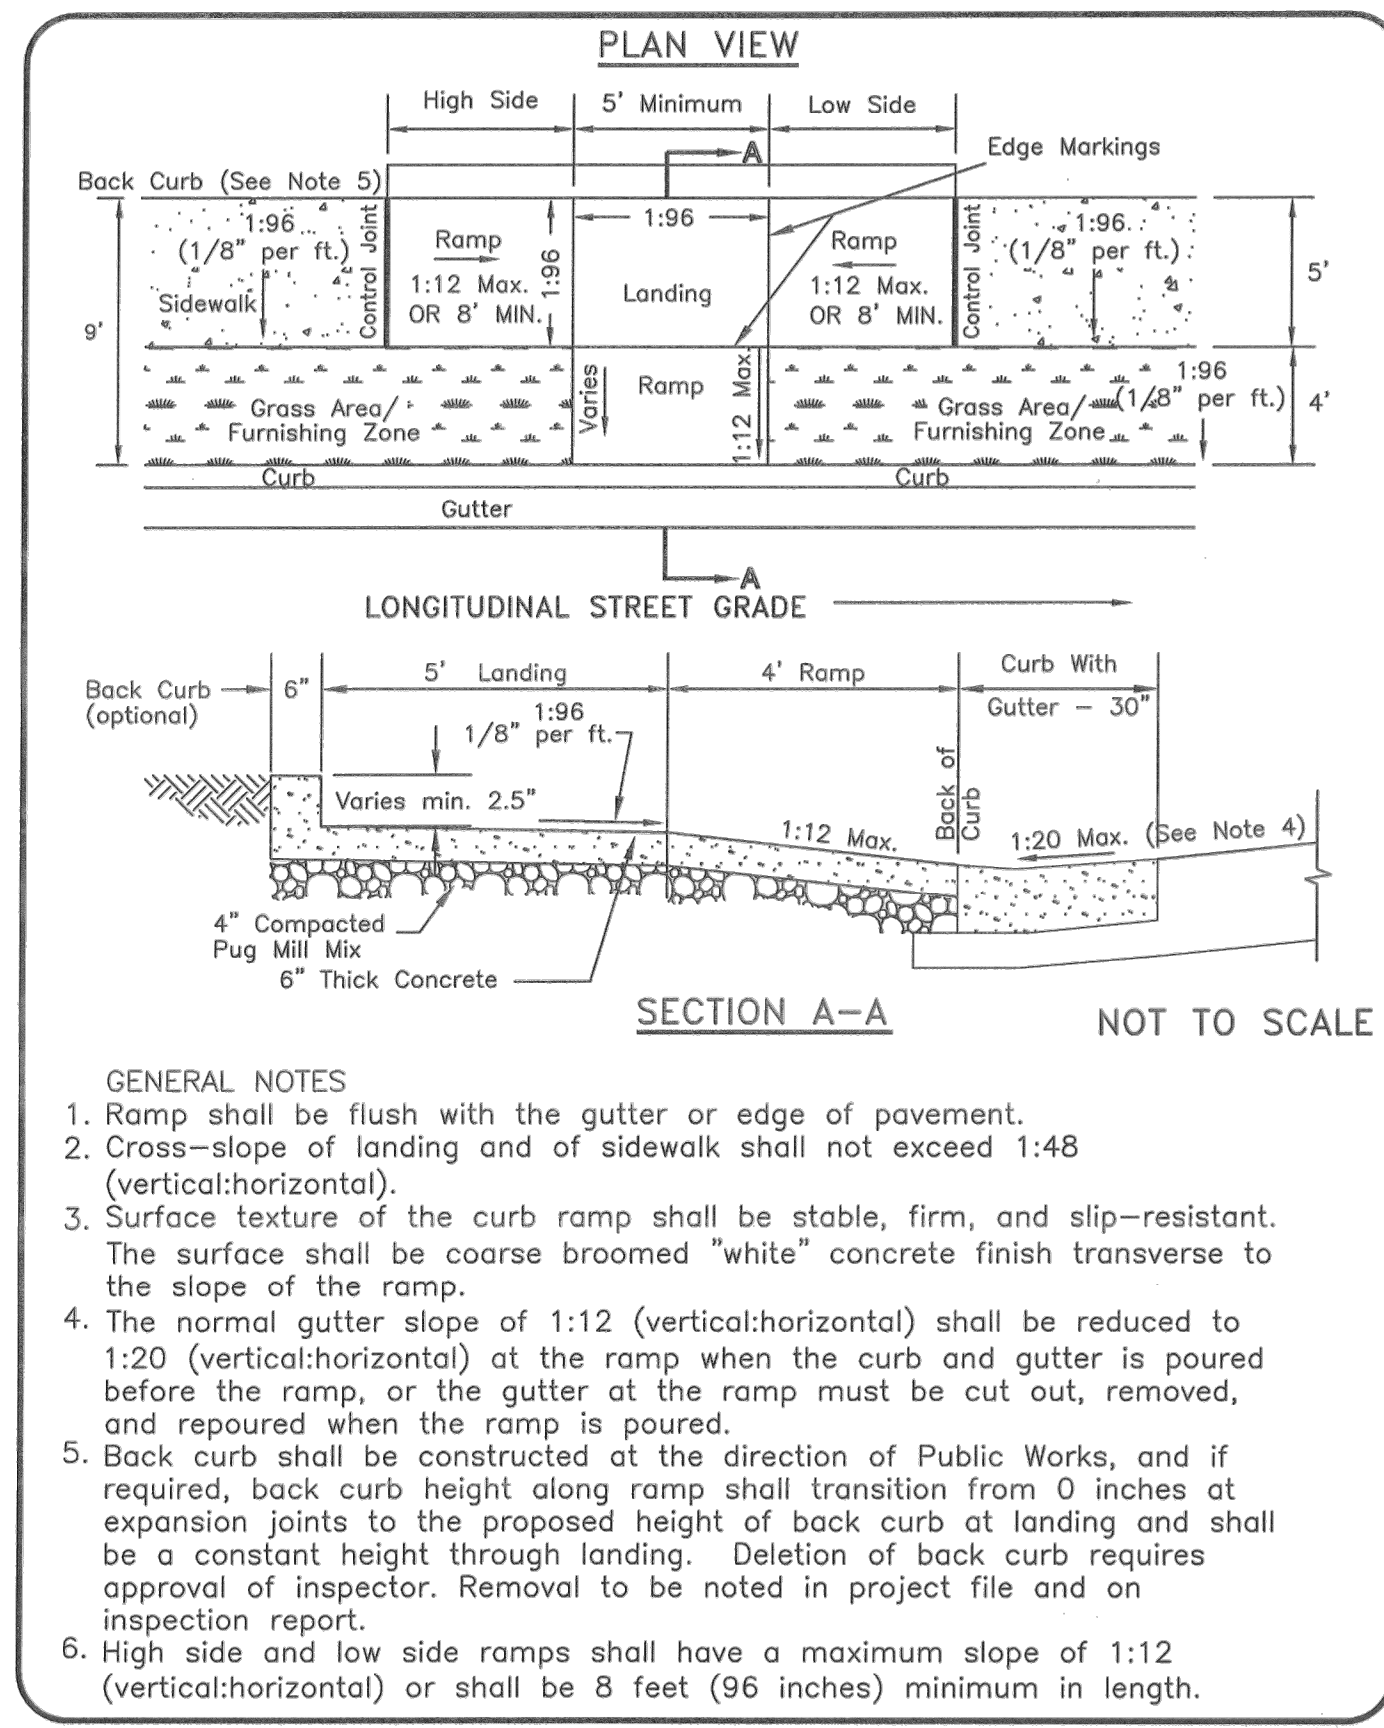 PLAN VIEW
High Side
5' Minimum
Low Side
A
Edge Markings
Back Curb (See Note 5)
1:96
(1/8" per ft.)
Sidewalk
Control Joint
Ramp
1:12 Max.
OR 8' MIN.
1:96
1:96
Landing
Ramp
1:12 Max.
OR 8' MIN.
Control Joint
1:96
(1/8" per ft.)
5'
9'
Grass Area/
Furnishing Zone
Varies
Ramp
1:12 Max.
Grass Area/
Furnishing Zone
1:96
(1/8" per ft.)
4'
Curb
Curb
Gutter
A
LONGITUDINAL STREET GRADE
Back Curb
(optional)
6"
5' Landing
4' Ramp
Curb With
Gutter - 30"
1:96
1/8" per ft.
Varies min. 2.5"
1:12 Max.
Back of
Curb
1:20 Max. (See Note 4)
4" Compacted
Pug Mill Mix
6" Thick Concrete
SECTION A-A
NOT TO SCALE
GENERAL NOTES
1. Ramp shall be flush with the gutter or edge of pavement.
2. Cross-slope of landing and of sidewalk shall not exceed 1:48
(vertical:horizontal).
3. Surface texture of the curb ramp shall be stable, firm, and slip-resistant.
The surface shall be coarse broomed "white" concrete finish transverse to
the slope of the ramp.
4. The normal gutter slope of 1:12 (vertical:horizontal) shall be reduced to
1:20 (vertical:horizontal) at the ramp when the curb and gutter is poured
before the ramp, or the gutter at the ramp must be cut out, removed,
and repoured when the ramp is poured.
5. Back curb shall be constructed at the direction of Public Works, and if
required, back curb height along ramp shall transition from 0 inches at
expansion joints to the proposed height of back curb at landing and shall
be a constant height through landing. Deletion of back curb requires
approval of inspector. Removal to be noted in project file and on
inspection report.
6. High side and low side ramps shall have a maximum slope of 1:12
(vertical:horizontal) or shall be 8 feet (96 inches) minimum in length.